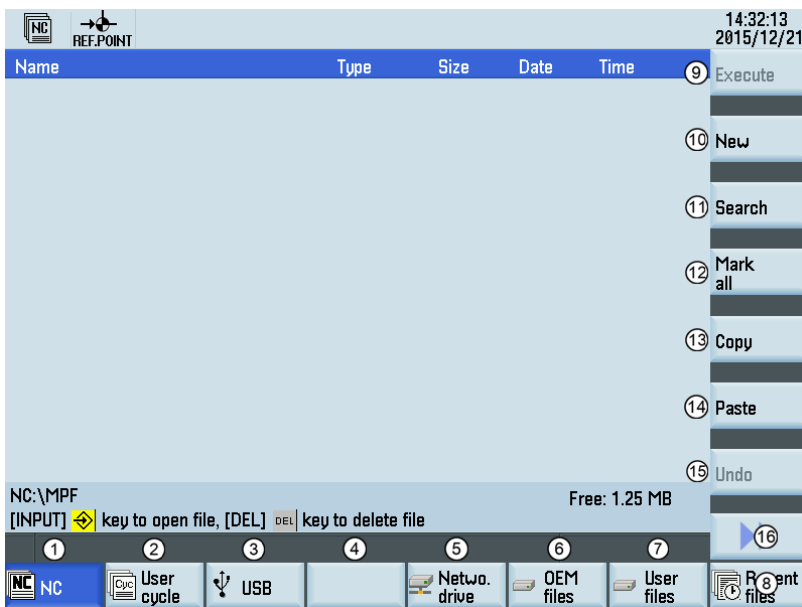 NC
REF.POINT
14:32:13
2015/12/21
Name Type Size Date Time
9 Execute
10 New
11 Search
12 Mark all
13 Copy
14 Paste
15 Undo
NC:\MPF
Free: 1.25 MB
[INPUT] key to open file, [DEL] DEL key to delete file
16
1 2 3 4 5 6 7
NC NC
Cyc User cycle
USB
Netwo. drive
OEM files
User files
8
files